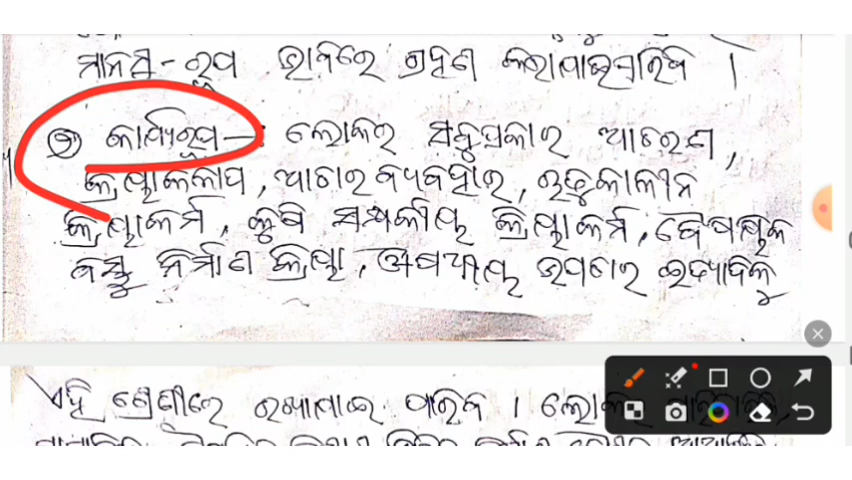 ମାନସ - ରୂପ ଭାବରେ ଗ୍ରହଣ କରାଯାଇପାରିବ ।
୭) କାର୍ଯ୍ୟରୂପ - : ଲୋକର ସବୁପ୍ରକାର ଆଚରଣ,
କ୍ରିୟାକଳାପ, ଆଚାର ବ୍ୟବହାର, ଋତୁକାଳୀନ
କ୍ରିୟାକର୍ମ, କୃଷି ସମ୍ପର୍କୀୟ କ୍ରିୟାକର୍ମ, ବୈଷୟିକ
ବସ୍ତୁ ନିର୍ମାଣ କ୍ରିୟା, ଔଷଧୀୟ ଉପଚାର ଇତ୍ୟାଦିକୁ
ଏହି ଶ୍ରେଣୀରେ ରଖାଯାଇ ପାରିବ ।